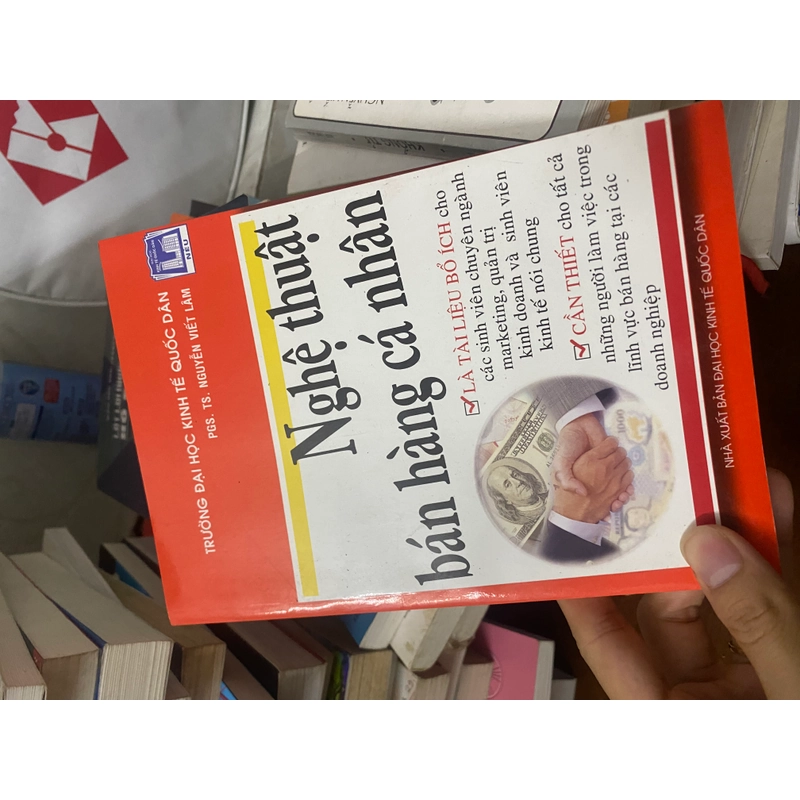 TRƯỜNG ĐẠI HỌC KINH TẾ QUỐC DÂN
PGS. TS. NGUYỄN VIẾT LÂM
NEU
Nghệ thuật
bán hàng cá nhân
LÀ TÀI LIỆU BỔ ÍCH cho
các sinh viên chuyên ngành
marketing, quản trị
kinh doanh và sinh viên
kinh tế nói chung
CẦN THIẾT cho tất cả
những người làm việc trong
lĩnh vực bán hàng tại các
doanh nghiệp
NHÀ XUẤT BẢN ĐẠI HỌC KINH TẾ QUỐC DÂN